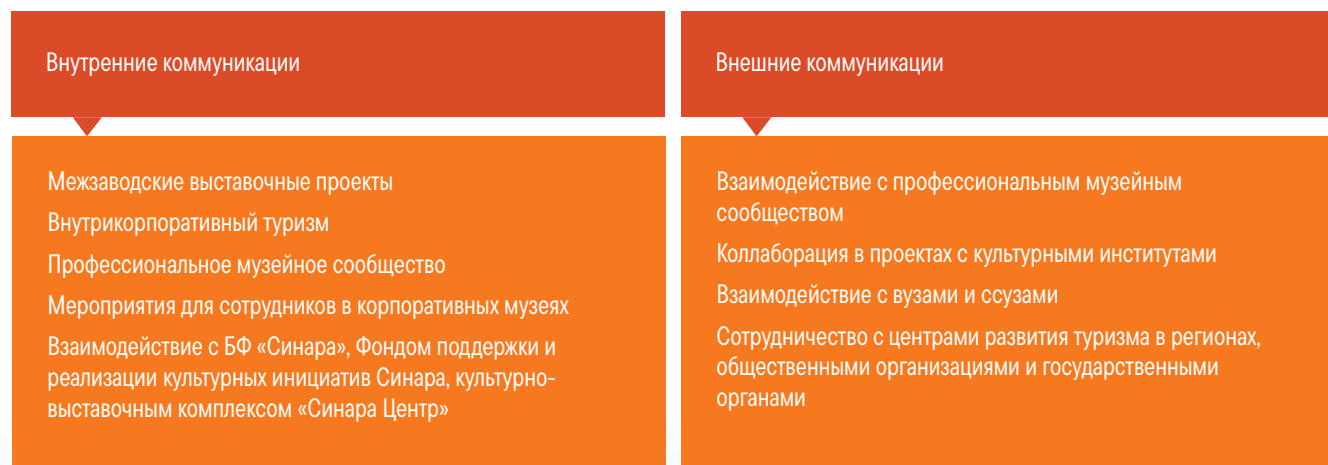 Внутренние коммуникации
Межзаводские выставочные проекты
Внутрикорпоративный туризм
Профессиональное музейное сообщество
Мероприятия для сотрудников в корпоративных музеях
Взаимодействие с БФ «Синара», Фондом поддержки и
реализации культурных инициатив Синара, культурно-
выставочным комплексом «Синара Центр»
Внешние коммуникации
Взаимодействие с профессиональным музейным
сообществом
Коллаборация в проектах с культурными институтами
Взаимодействие с вузами и ссузами
Сотрудничество с центрами развития туризма в регионах,
общественными организациями и государственными
органами